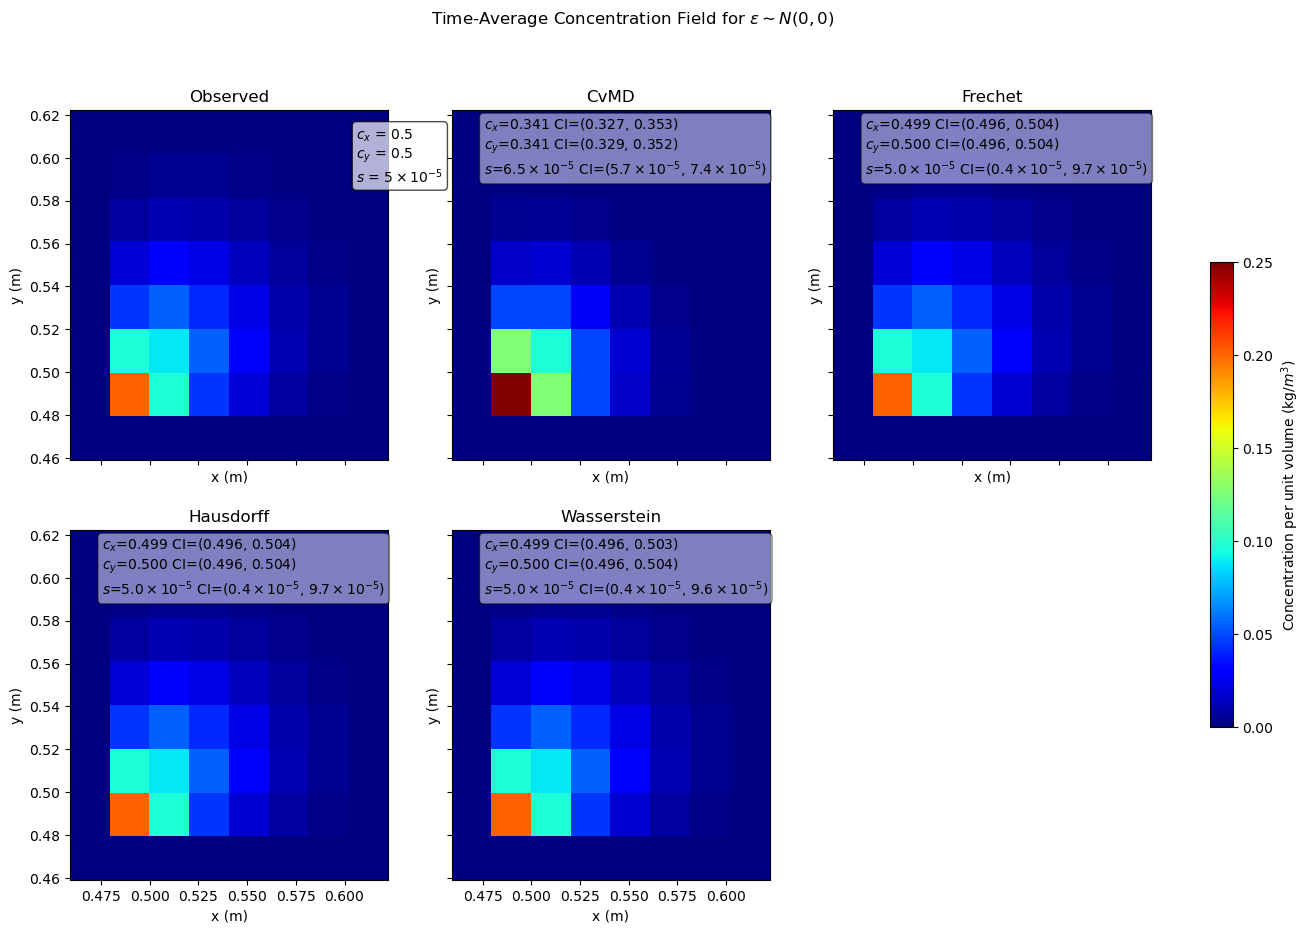 Time-Average Concentration Field for ε ~ N(0, 0)
Observed
c_x = 0.5
c_y = 0.5
s = 5 × 10^{-5}
0.62
0.60
0.58
0.56
0.54
0.52
0.50
0.48
0.46
y (m)
x (m)
CvMD
c_x=0.341 CI=(0.327, 0.353)
c_y=0.341 CI=(0.329, 0.352)
s=6.5 × 10^{-5} CI=(5.7 × 10^{-5}, 7.4 × 10^{-5})
y (m)
x (m)
Frechet
c_x=0.499 CI=(0.496, 0.504)
c_y=0.500 CI=(0.496, 0.504)
s=5.0 × 10^{-5} CI=(0.4 × 10^{-5}, 9.7 × 10^{-5})
y (m)
x (m)
Hausdorff
c_x=0.499 CI=(0.496, 0.504)
c_y=0.500 CI=(0.496, 0.504)
s=5.0 × 10^{-5} CI=(0.4 × 10^{-5}, 9.7 × 10^{-5})
0.62
0.60
0.58
0.56
0.54
0.52
0.50
0.48
0.46
y (m)
0.475 0.500 0.525 0.550 0.575 0.600
x (m)
Wasserstein
c_x=0.499 CI=(0.496, 0.503)
c_y=0.500 CI=(0.496, 0.504)
s=5.0 × 10^{-5} CI=(0.4 × 10^{-5}, 9.6 × 10^{-5})
y (m)
0.475 0.500 0.525 0.550 0.575 0.600
x (m)
0.25
0.20
0.15
0.10
0.05
0.00
Concentration per unit volume (kg/m^3)